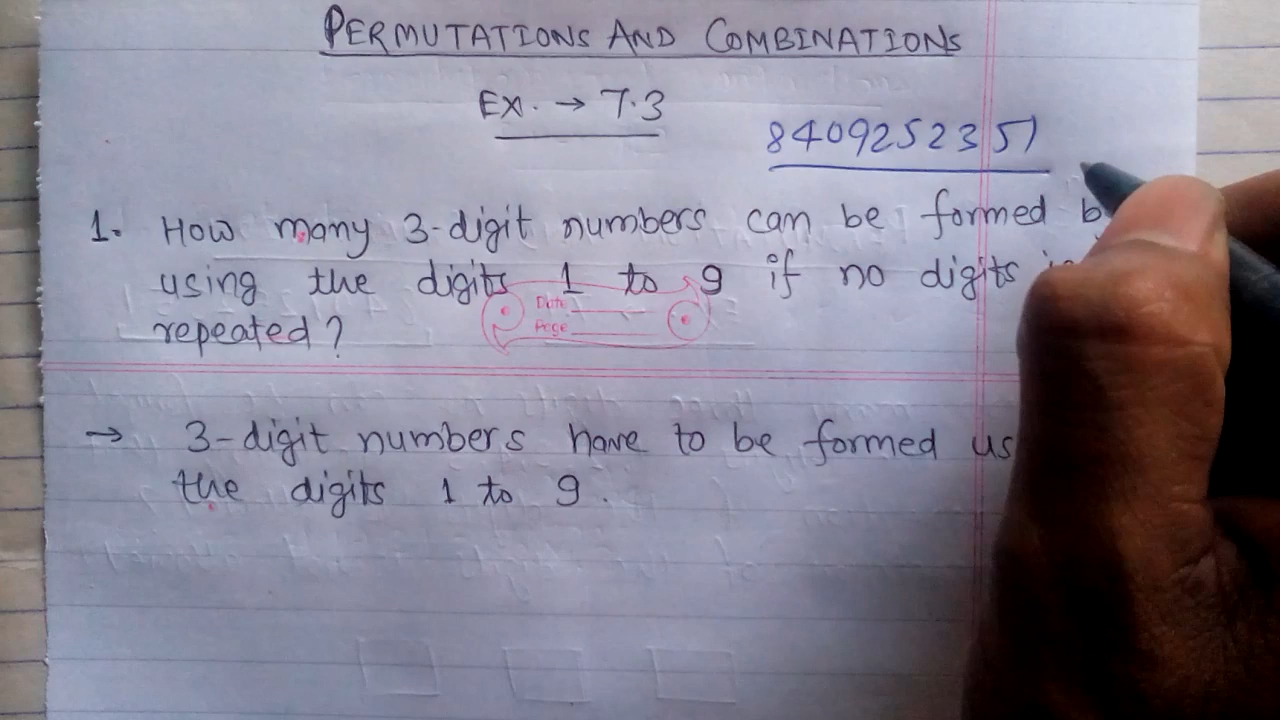 PERMUTATIONS AND COMBINATIONS
EX. → 7.3
8409252351
1. How many 3-digit numbers can be formed b
using the digits 1 to 9 if no digits
repeated?
Date
Page
→ 3-digit numbers have to be formed us
the digits 1 to 9.